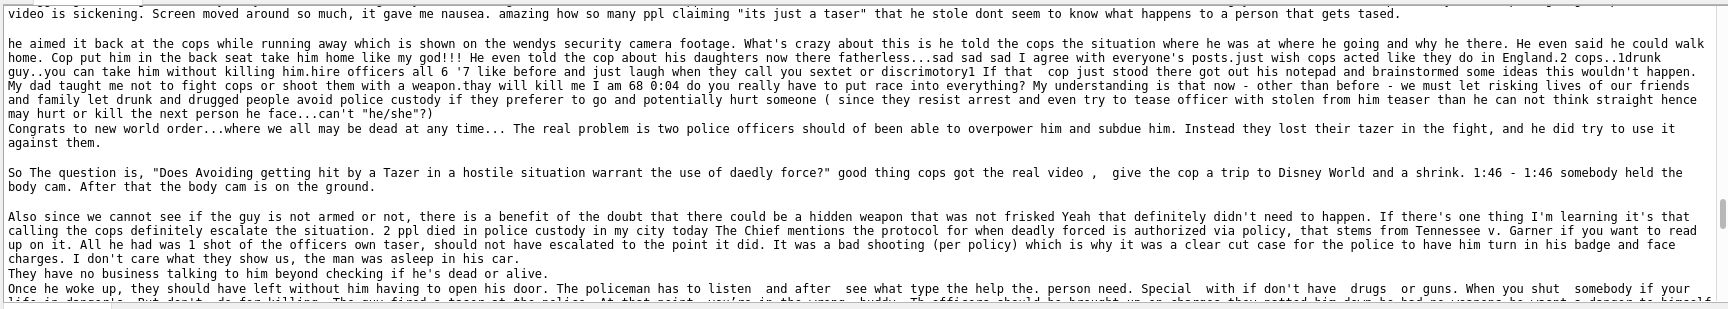 video is sickening. Screen moved around so much, it gave me nausea. amazing how so many ppl claiming "its just a taser" that he stole dont seem to know what happens to a person that gets tased.
he aimed it back at the cops while running away which is shown on the wendys security camera footage. What's crazy about this is he told the cops the situation where he was at where he going and why he there. He even said he could walk
home. Cop put him in the back seat take him home like my god!!! He even told the cop about his daughters now there fatherless...sad sad sad I agree with everyone's posts.just wish cops acted like they do in England.2 cops..1drunk
guy..you can take him without killing him.hire officers all 6 '7 like before and just laugh when they call you sextet or discrimotory1 If that  cop just stood there got out his notepad and brainstormed some ideas this wouldn't happen.
My dad taught me not to fight cops or shoot them with a weapon.thay will kill me I am 68 0:04 do you really have to put race into everything? My understanding is that now - other than before - we must let risking lives of our friends
and family let drunk and drugged people avoid police custody if they preferer to go and potentially hurt someone ( since they resist arrest and even try to tease officer with stolen from him teaser than he can not think straight hence
may hurt or kill the next person he face...can't "he/she"?)
Congrats to new world order...where we all may be dead at any time... The real problem is two police officers should of been able to overpower him and subdue him. Instead they lost their tazer in the fight, and he did try to use it
against them.
So The question is, "Does Avoiding getting hit by a Tazer in a hostile situation warrant the use of daedly force?" good thing cops got the real video ,  give the cop a trip to Disney World and a shrink. 1:46 - 1:46 somebody held the
body cam. After that the body cam is on the ground.
Also since we cannot see if the guy is not armed or not, there is a benefit of the doubt that there could be a hidden weapon that was not frisked Yeah that definitely didn't need to happen. If there's one thing I'm learning it's that
calling the cops definitely escalate the situation. 2 ppl died in police custody in my city today The Chief mentions the protocol for when deadly forced is authorized via policy, that stems from Tennessee v. Garner if you want to read
up on it. All he had was 1 shot of the officers own taser, should not have escalated to the point it did. It was a bad shooting (per policy) which is why it was a clear cut case for the police to have him turn in his badge and face
charges. I don't care what they show us, the man was asleep in his car.
They have no business talking to him beyond checking if he's dead or alive.
Once he woke up, they should have left without him having to open his door. The policeman has to listen  and after  see what type the help the. person need. Special  with if don't have  drugs  or guns. When you shut  somebody if your